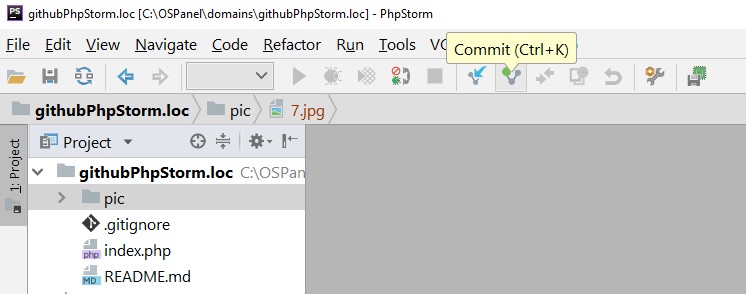 PS githubPhpStorm.loc [C:\OSPanel\domains\githubPhpStorm.loc] - PhpStorm
File Edit View Navigate Code Refactor Run Tools
Commit (Ctrl+K)
githubPhpStorm.loc pic 7.jpg
1: Project
Project
githubPhpStorm.loc C:\OSPan
pic
.gitignore
php index.php
MD README.md